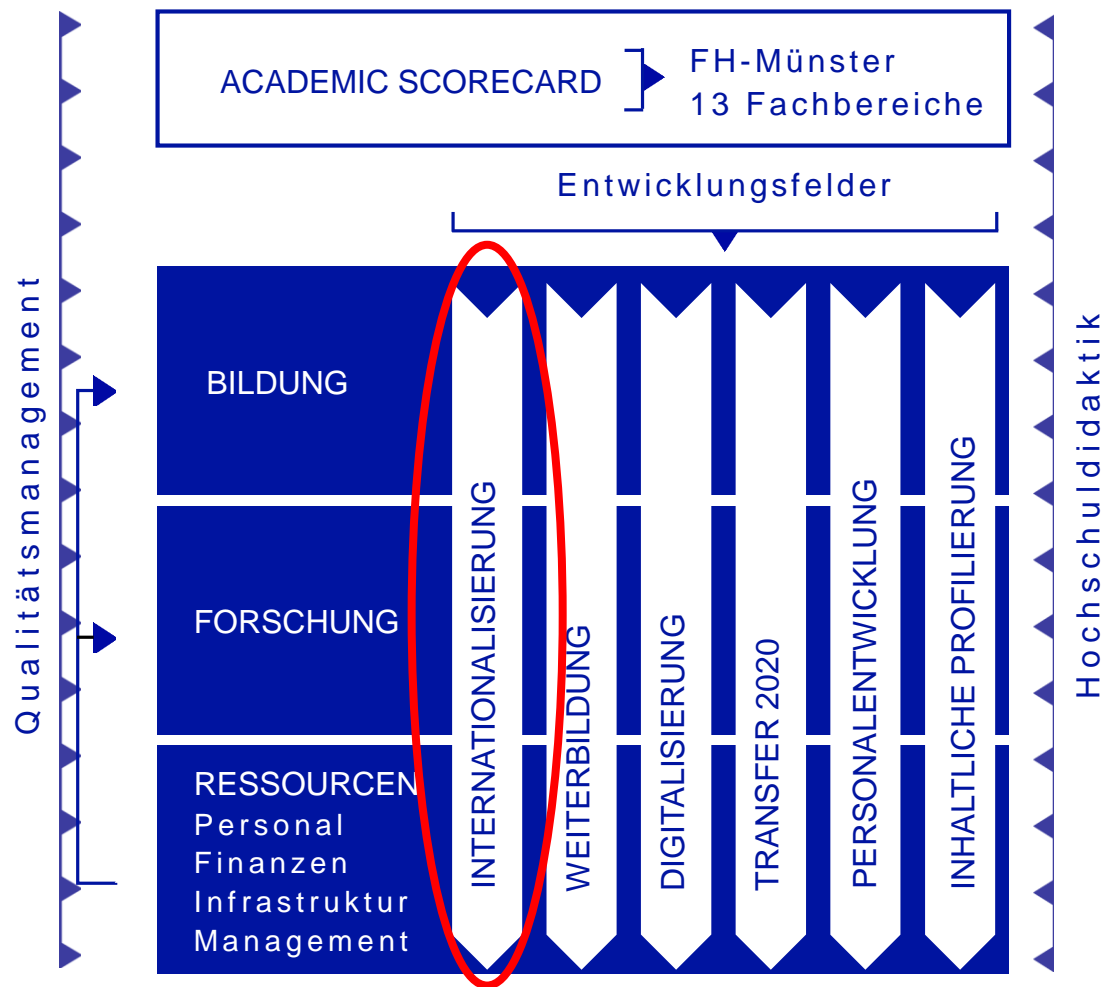 ACADEMIC SCORECARD
FH-Münster
13 Fachbereiche
Entwicklungsfelder
Qualitätsmanagement
BILDUNG
FORSCHUNG
RESSOURCEN
Personal
Finanzen
Infrastruktur
Management
INTERNATIONALISIERUNG
WEITERBILDUNG
DIGITALISIERUNG
TRANSFER 2020
PERSONALENTWICKLUNG
INHALTLICHE PROFILIERUNG
Hochschuldidaktik